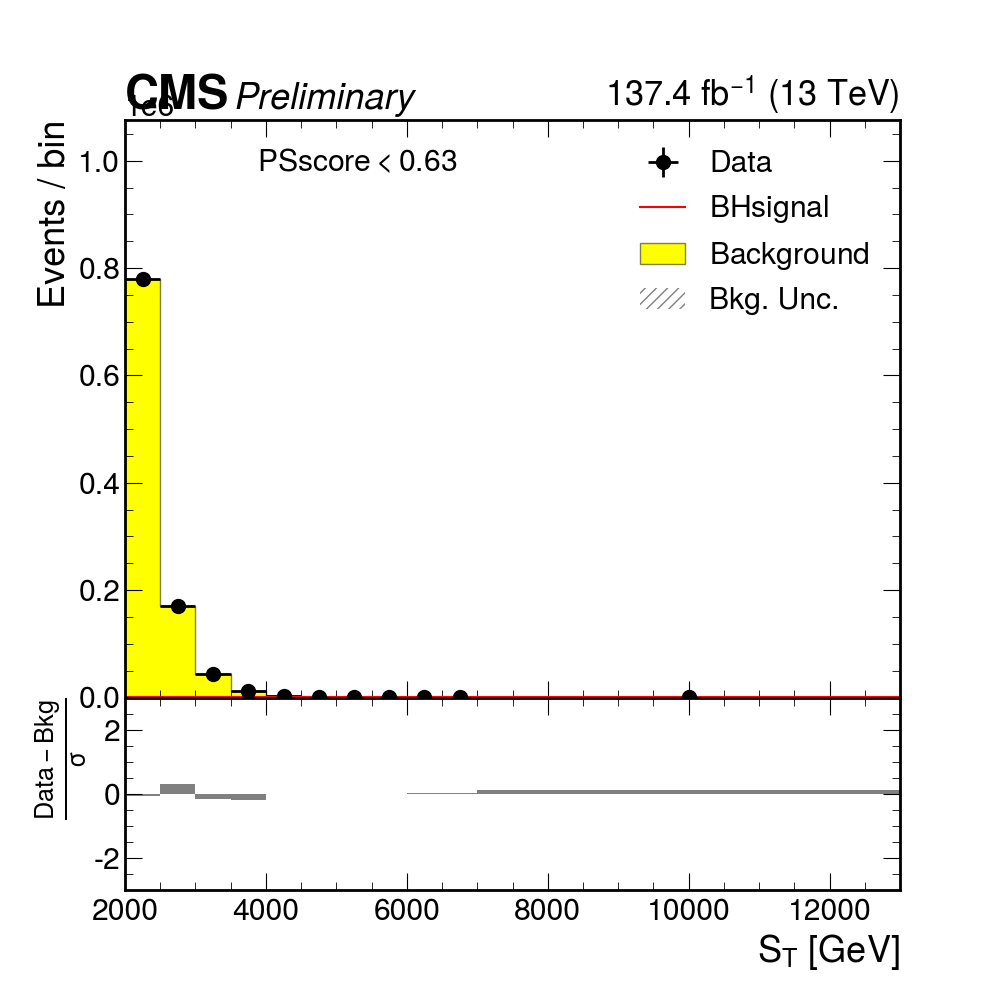 CMS Preliminary 137.4 fb⁻¹ (13 TeV)
1e6
Events / bin
PSscore < 0.63
Data
BHsignal
Background
Bkg. Unc.
1.0
0.8
0.6
0.4
0.2
0.0
Data − Bkg
σ
2
0
-2
2000 4000 6000 8000 10000 12000
S_T [GeV]